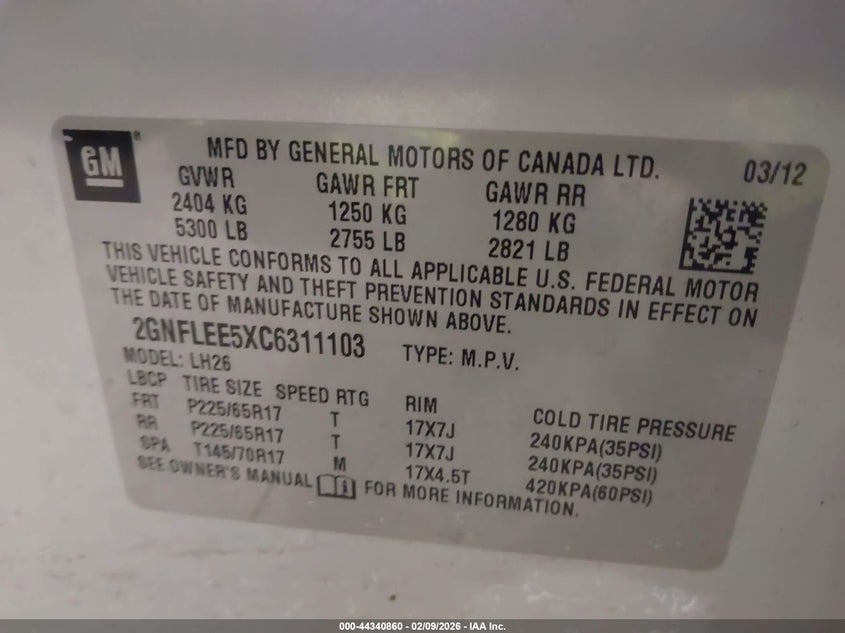 GM ®
MFD BY GENERAL MOTORS OF CANADA LTD. 03/12
GVWR GAWR FRT GAWR RR
2404 KG 1250 KG 1280 KG
5300 LB 2755 LB 2821 LB
THIS VEHICLE CONFORMS TO ALL APPLICABLE U.S. FEDERAL MOTOR
VEHICLE SAFETY AND THEFT PREVENTION STANDARDS IN EFFECT ON
THE DATE OF MANUFACTURE SHOWN ABOVE.
2GNFLEE5XC6311103 TYPE: M.P.V.
MODEL: LH26
LBCP TIRE SIZE SPEED RTG RIM COLD TIRE PRESSURE
FRT P225/65R17 T 17X7J 240KPA(35PSI)
RR P225/65R17 T 17X7J 240KPA(35PSI)
SPA T145/70R17 M 17X4.5T 420KPA(60PSI)
SEE OWNER'S MANUAL FOR MORE INFORMATION.
000-44340860 - 02/09/2026 - IAA Inc.